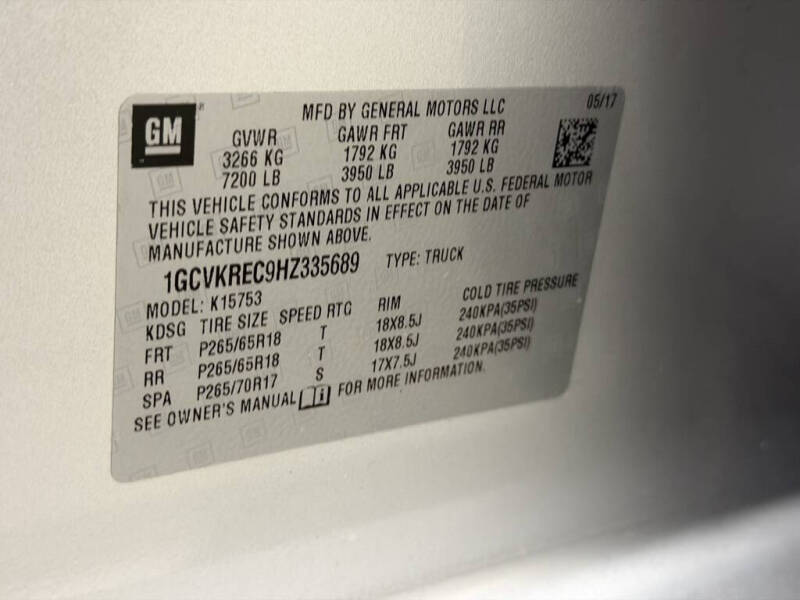 GM
MFD BY GENERAL MOTORS LLC 05/17
GVWR GAWR FRT GAWR RR
3266 KG 1792 KG 1792 KG
7200 LB 3950 LB 3950 LB
THIS VEHICLE CONFORMS TO ALL APPLICABLE U.S. FEDERAL MOTOR
VEHICLE SAFETY STANDARDS IN EFFECT ON THE DATE OF
MANUFACTURE SHOWN ABOVE.
1GCVKREC9HZ335689 TYPE: TRUCK
MODEL: K15753
KDSG TIRE SIZE SPEED RTG RIM COLD TIRE PRESSURE
FRT P265/65R18 T 18X8.5J 240KPA(35PSI)
RR P265/65R18 T 18X8.5J 240KPA(35PSI)
SPA P265/70R17 S 17X7.5J 240KPA(35PSI)
SEE OWNER'S MANUAL i FOR MORE INFORMATION.